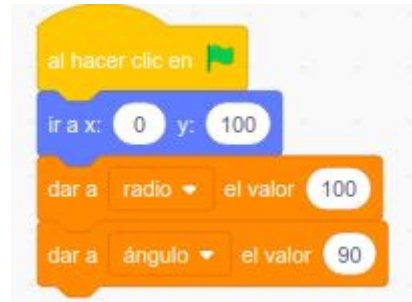 al hacer clic en
ir a x: 0 y: 100
dar a radio el valor 100
dar a ángulo el valor 90